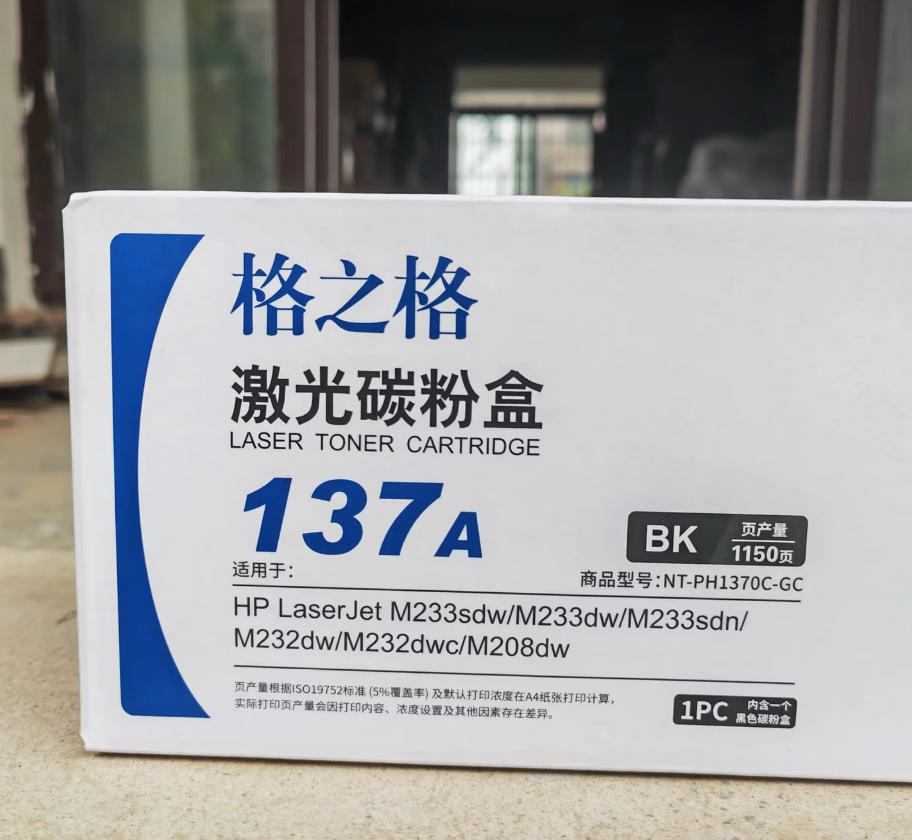 格之格
激光碳粉盒
LASER TONER CARTRIDGE
137A
BK 页产量 1150页
适用于：
商品型号：NT-PH1370C-GC
HP LaserJet M233sdw/M233dw/M233sdn/
M232dw/M232dwc/M208dw
页产量根据ISO19752标准 (5%覆盖率) 及默认打印浓度在A4纸张打印计算，
实际打印页产量会因打印内容、浓度设置及其他因素存在差异。
1PC 内含一个
黑色碳粉盒